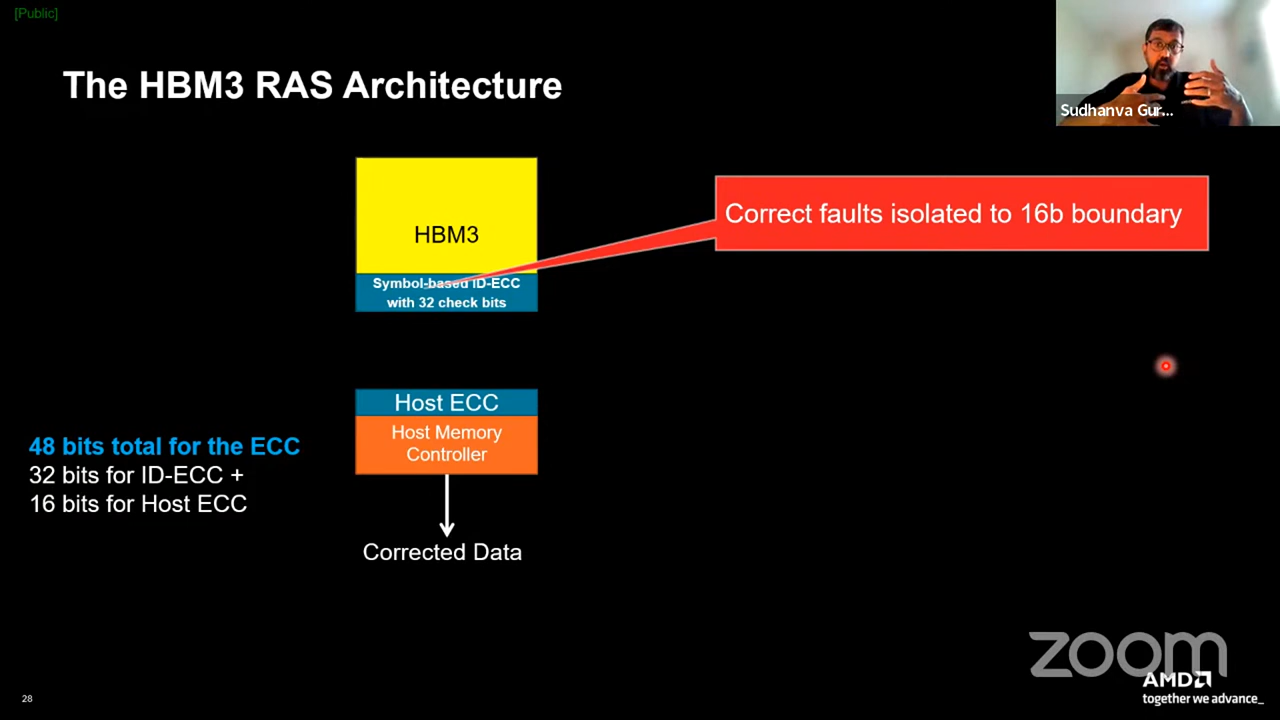 [Public]
The HBM3 RAS Architecture
Sudhanva Gur...
Correct faults isolated to 16b boundary
HBM3
Symbol-based ID-ECC
with 32 check bits
Host ECC
Host Memory
Controller
48 bits total for the ECC
32 bits for ID-ECC +
16 bits for Host ECC
Corrected Data
zoom
AMD
together we advance_
28